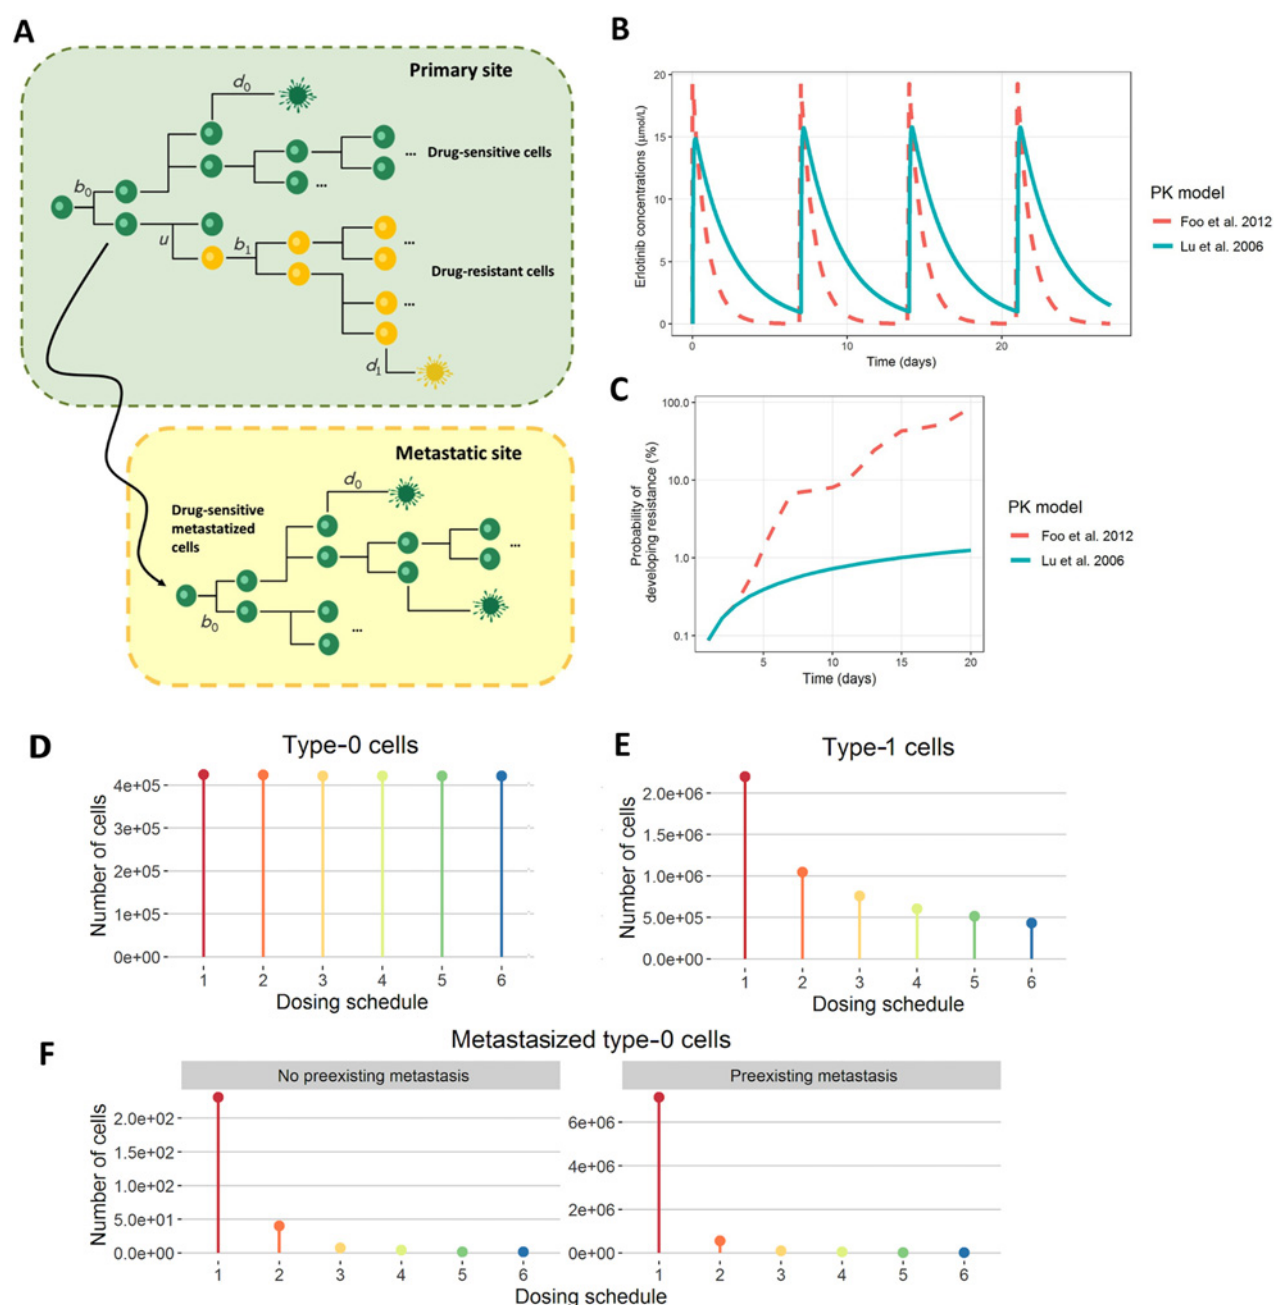 A
Primary site
d0
Drug-sensitive cells
...
...
b0
u
b1
...
...
Drug-resistant cells
...
d1
Metastatic site
d0
Drug-sensitive
metastatized
cells
...
b0
...
B
Erlotinib concentrations (μmol/L)
20
15
10
5
0
0
10
20
Time (days)
PK model
Foo et al. 2012
Lu et al. 2006
C
Probability of
developing resistance (%)
100.0
10.0
1.0
0.1
5
10
15
20
Time (days)
PK model
Foo et al. 2012
Lu et al. 2006
D
Type-0 cells
Number of cells
4e+05
3e+05
2e+05
1e+05
0e+00
1 2 3 4 5 6
Dosing schedule
E
Type-1 cells
Number of cells
2.0e+06
1.5e+06
1.0e+06
5.0e+05
0.0e+00
1 2 3 4 5 6
Dosing schedule
F
Metastasized type-0 cells
No preexisting metastasis
Number of cells
2.0e+02
1.5e+02
1.0e+02
5.0e+01
0.0e+00
1 2 3 4 5 6
Preexisting metastasis
6e+06
4e+06
2e+06
0e+00
1 2 3 4 5 6
Dosing schedule